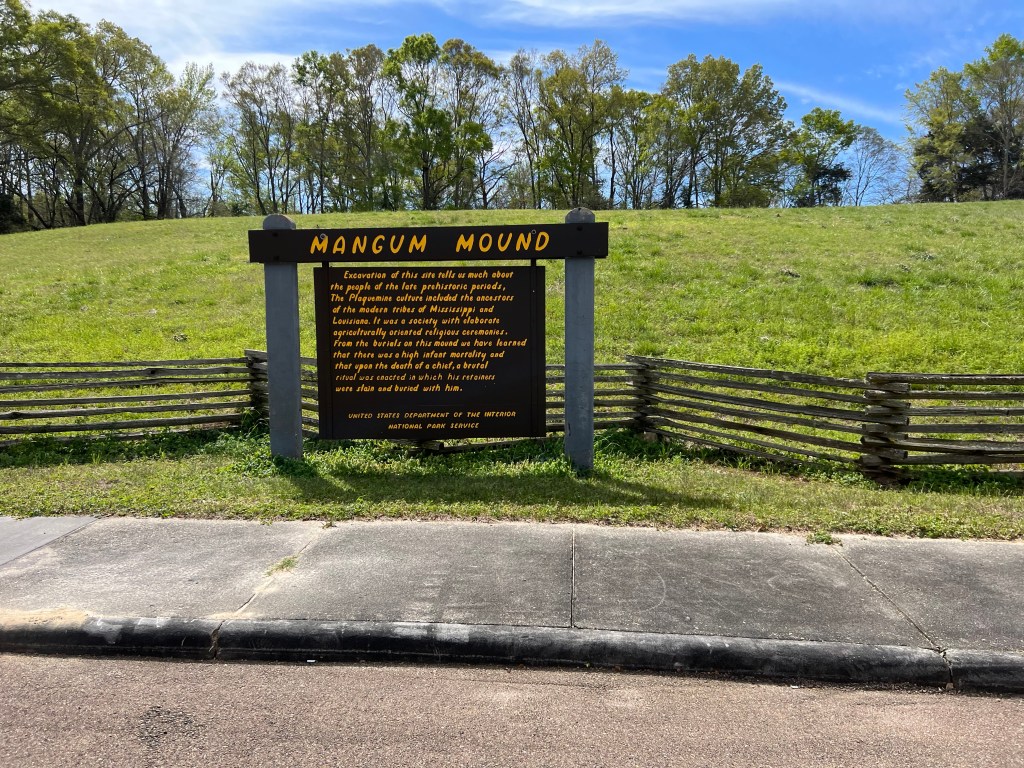 MANGUM MOUND
Excavation of this site tells us much about
the people of the late prehistoric periods,
The Plaquemine culture included the ancestors
of the modern tribes of Mississippi and
Louisiana. It was a society with elaborate
agriculturally oriented religious ceremonies.
From the burials on this mound we have learned
that there was a high infant mortality and
that upon the death of a chief, a brutal
ritual was enacted in which his retainers
were slain and buried with him.
UNITED STATES DEPARTMENT OF THE INTERIOR
NATIONAL PARK SERVICE